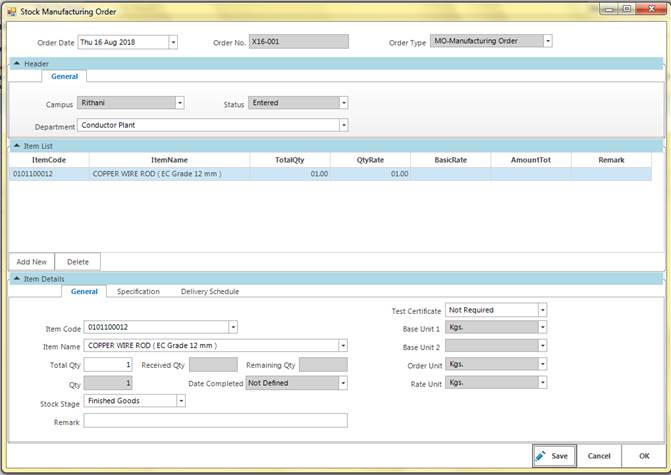 Stock Manufacturing Order
Order Date Thu 16 Aug 2018 Order No. X16-001 Order Type MO-Manufacturing Order
Header
General
Campus Rithani Status Entered
Department Conductor Plant
Item List
ItemCode ItemName TotalQty QtyRate BasicRate AmountTot Remark
0101100012 COPPER WIRE ROD ( EC Grade 12 mm ) 01.00 01.00
Add New Delete
Item Details
General Specification Delivery Schedule
Test Certificate Not Required
Item Code 0101100012 Base Unit 1 Kgs.
Item Name COPPER WIRE ROD ( EC Grade 12 mm ) Base Unit 2
Total Qty 1 Received Qty Remaining Qty Order Unit Kgs.
Qty 1 Date Completed Not Defined Rate Unit Kgs.
Stock Stage Finished Goods
Remark
Save Cancel OK